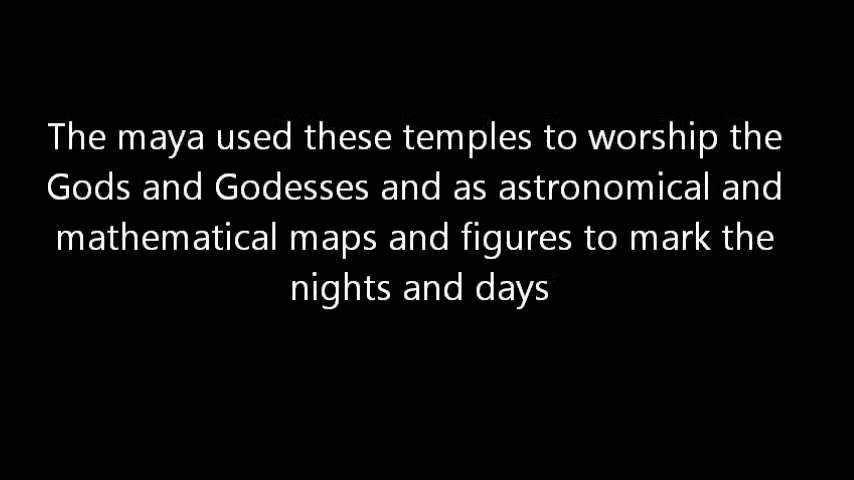 The maya used these temples to worship the
Gods and Godesses and as astronomical and
mathematical maps and figures to mark the
nights and days